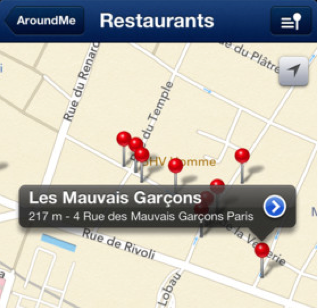 AroundMe
Restaurants
Rue du Renard
Rue du Temple
du Plâtre
BHV Homme
Les Mauvais Garçons
217 m - 4 Rue des Mauvais Garçons Paris
Rue de Rivoli
de la Verrerie
Lobau